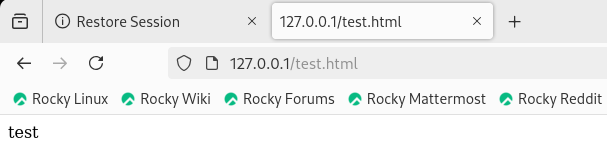 Restore Session 127.0.0.1/test.html
127.0.0.1/test.html
Rocky Linux Rocky Wiki Rocky Forums Rocky Mattermost Rocky Reddit
test